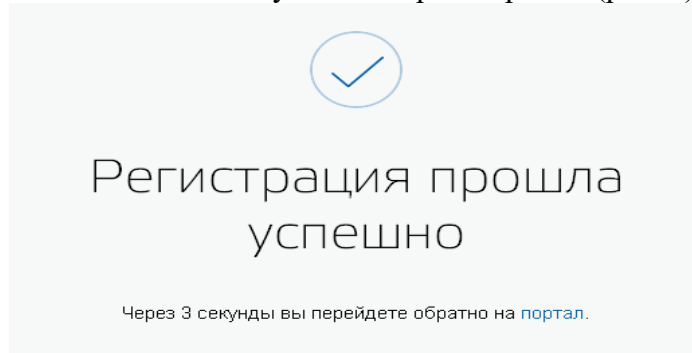 Регистрация прошла
успешно
Через 3 секунды вы перейдете обратно на портал.